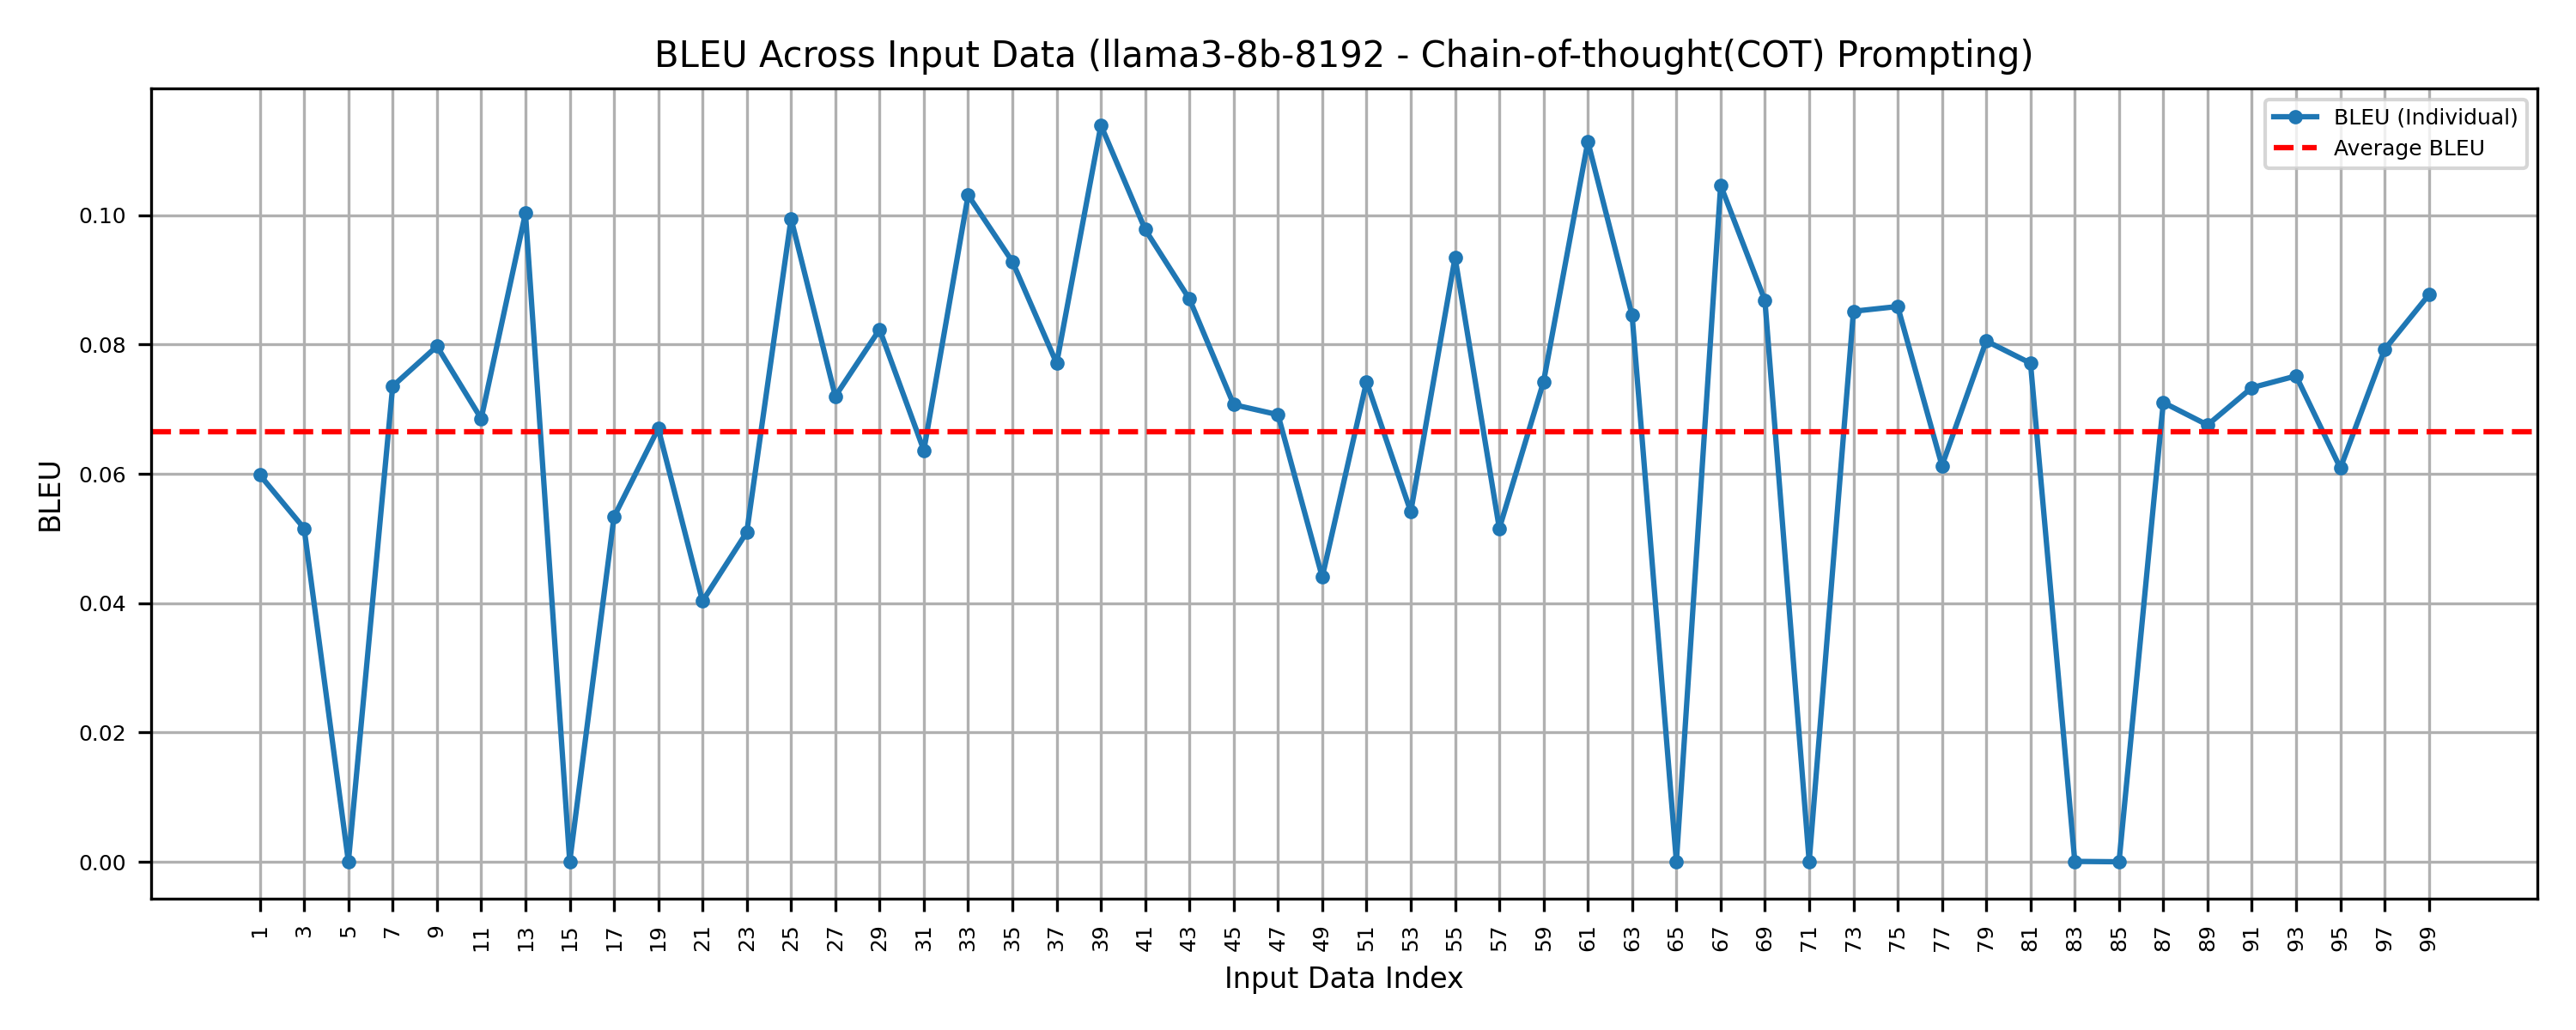 BLEU Across Input Data (llama3-8b-8192 - Chain-of-thought(COT) Prompting)
BLEU (Individual)
Average BLEU
BLEU
0.10
0.08
0.06
0.04
0.02
0.00
1 3 5 7 9 11 13 15 17 19 21 23 25 27 29 31 33 35 37 39 41 43 45 47 49 51 53 55 57 59 61 63 65 67 69 71 73 75 77 79 81 83 85 87 89 91 93 95 97 99
Input Data Index